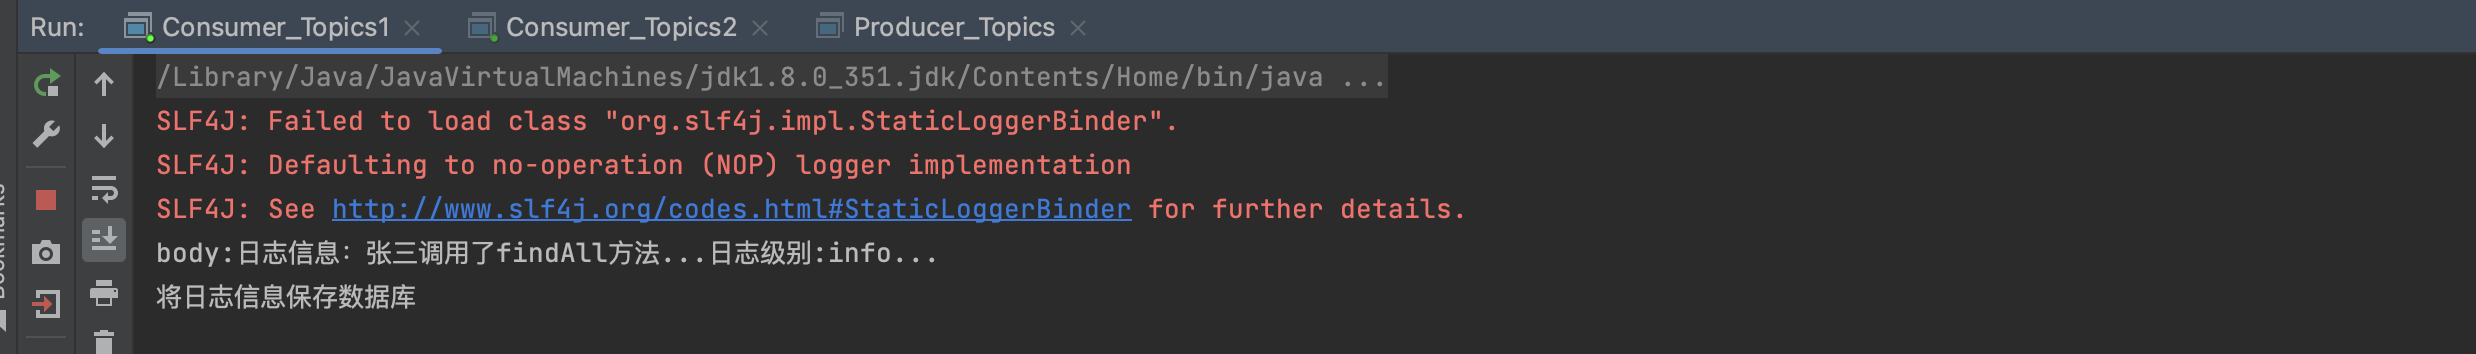 Run: Consumer_Topics1 Consumer_Topics2 Producer_Topics
/Library/Java/JavaVirtualMachines/jdk1.8.0_351.jdk/Contents/Home/bin/java ...
SLF4J: Failed to load class "org.slf4j.impl.StaticLoggerBinder".
SLF4J: Defaulting to no-operation (NOP) logger implementation
SLF4J: See http://www.slf4j.org/codes.html#StaticLoggerBinder for further details.
body:日志信息：张三调用了findAll方法...日志级别:info...
将日志信息保存数据库